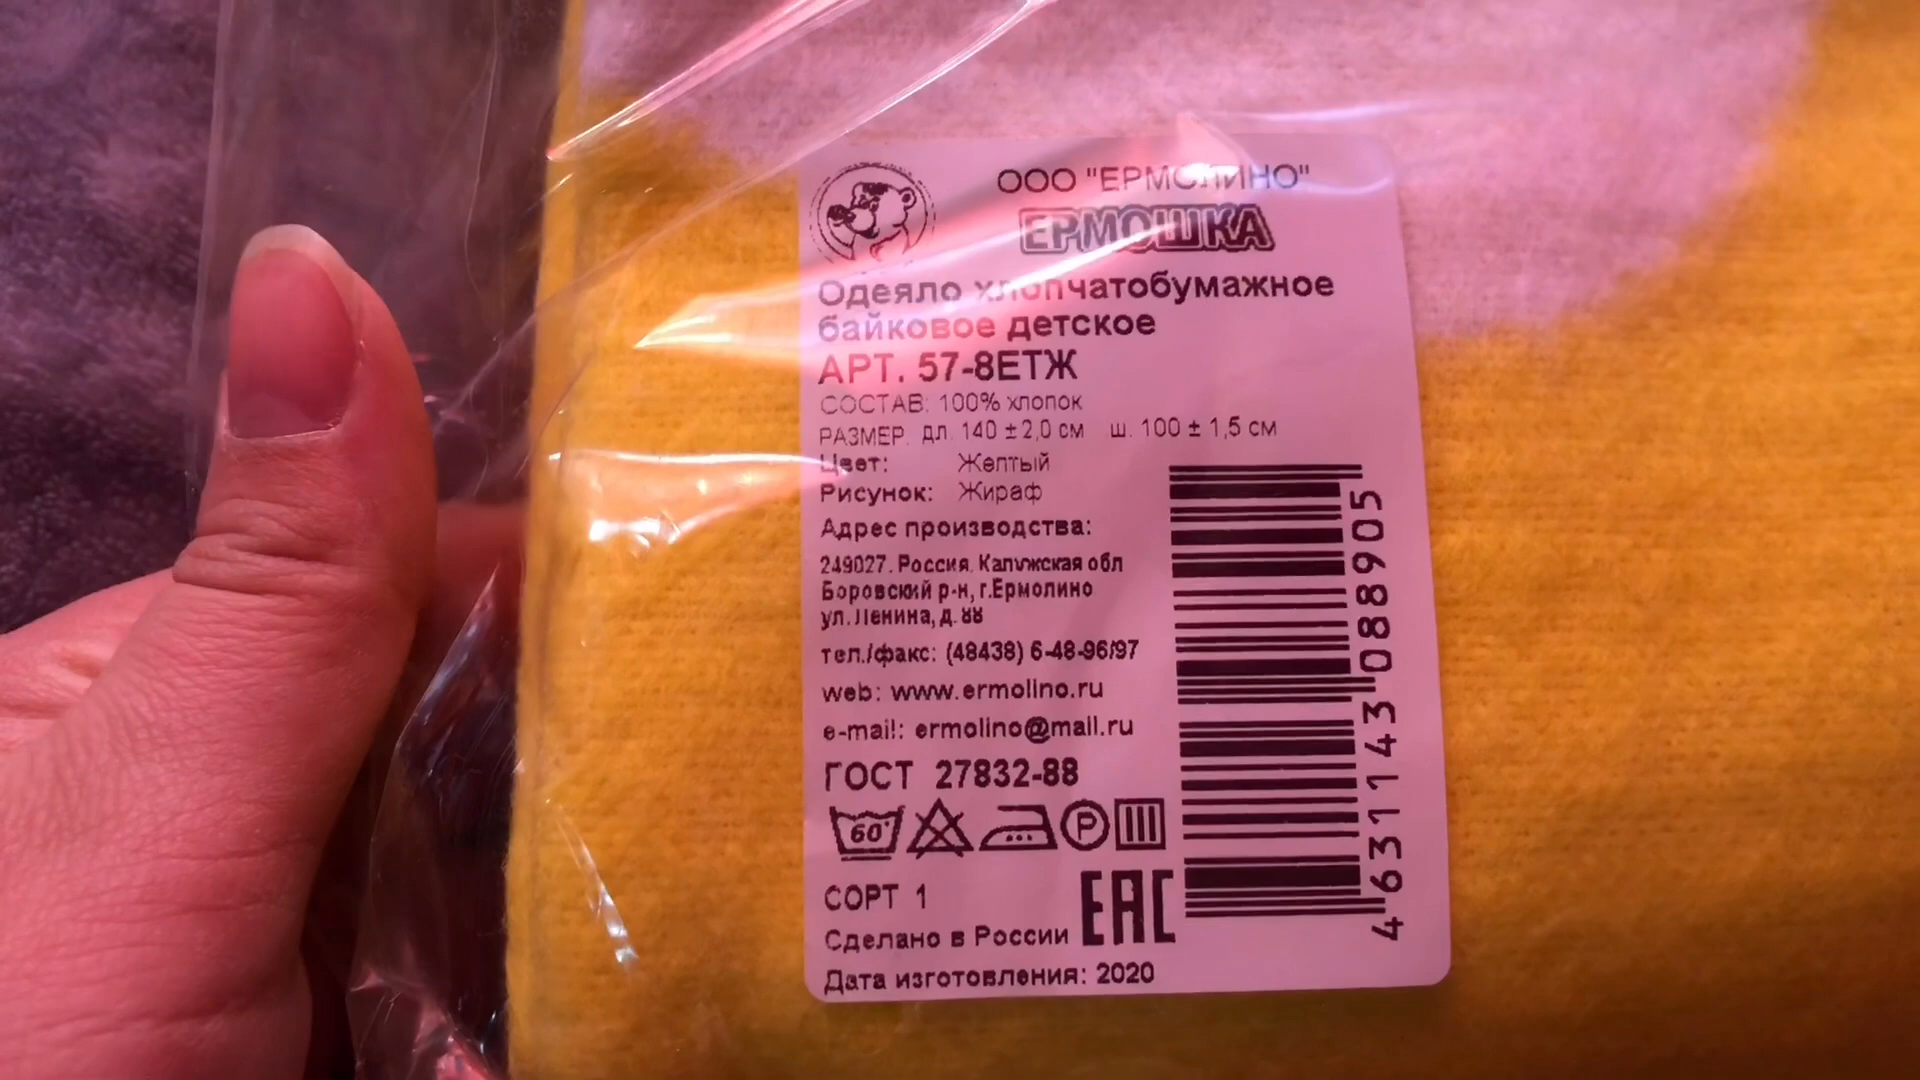 ООО "ЕРМОЛИНО"
ЕРМОШКА
Одеяло хлопчатобумажное
байковое детское
АРТ. 57-8ЕТЖ
СОСТАВ: 100% хлопок
РАЗМЕР: дл. 140 ± 2,0 см ш. 100 ± 1,5 см
Цвет: Желтый
Рисунок: Жираф
Адрес производства:
249027, Россия, Калужская обл
Боровский р-н, г.Ермолино
ул. Ленина, д. 88
тел./факс: (48438) 6-48-96/97
web: www.ermolino.ru
e-mail: ermolino@mail.ru
ГОСТ 27832-88
60°
P
СОРТ 1
EAC
Сделано в России
Дата изготовления: 2020
4631143088905